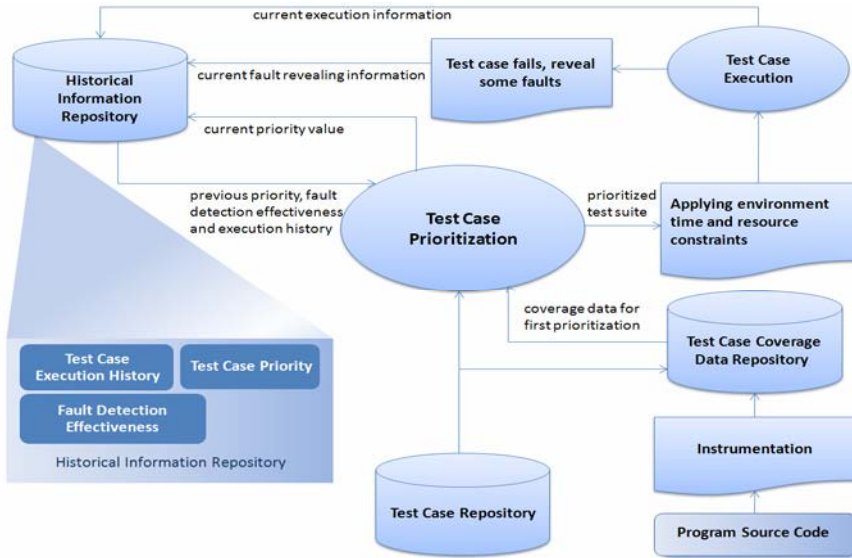 current execution information
Historical
Information
Repository
current fault revealing information
Test case fails, reveal
some faults
Test Case
Execution
current priority value
previous priority, fault
detection effectiveness
and execution history
Test Case
Prioritization
prioritized
test suite
Applying environment
time and resource
constraints
coverage data for
first prioritization
Test Case Coverage
Data Repository
Test Case
Execution History
Test Case Priority
Fault Detection
Effectiveness
Historical Information Repository
Instrumentation
Test Case Repository
Program Source Code